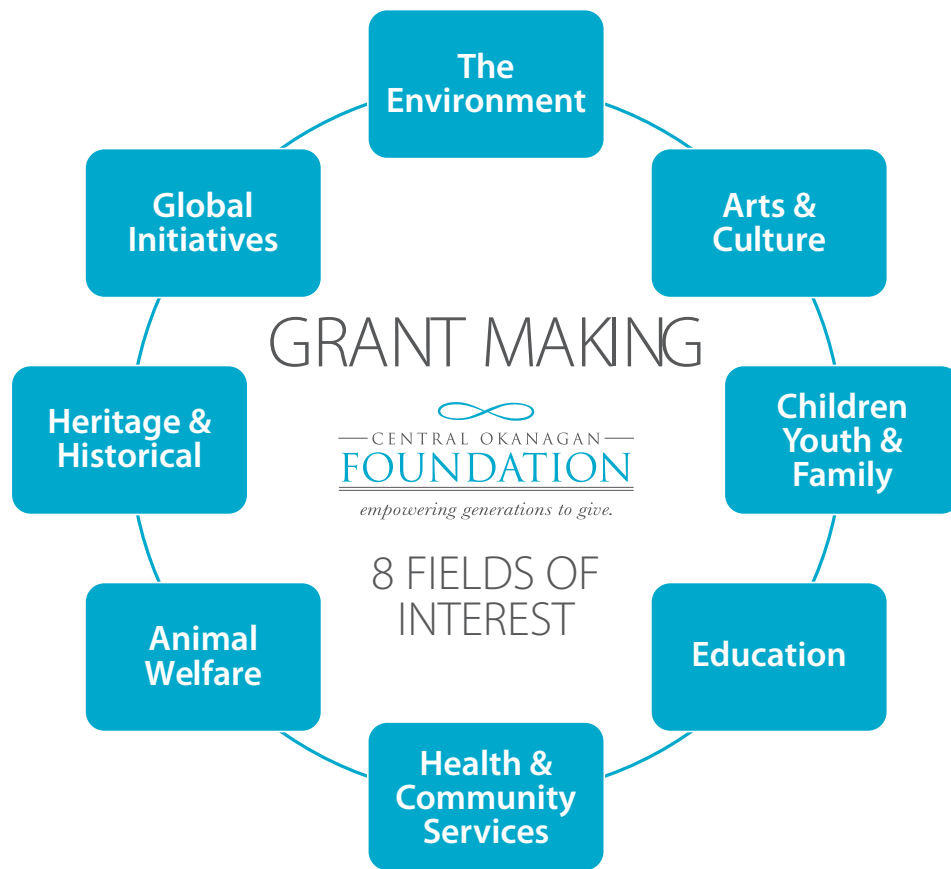 The
Environment
Arts &
Culture
Children
Youth &
Family
Education
Health &
Community
Services
Animal
Welfare
Heritage &
Historical
Global
Initiatives
GRANT MAKING
CENTRAL OKANAGAN
FOUNDATION
empowering generations to give.
8 FIELDS OF
INTEREST